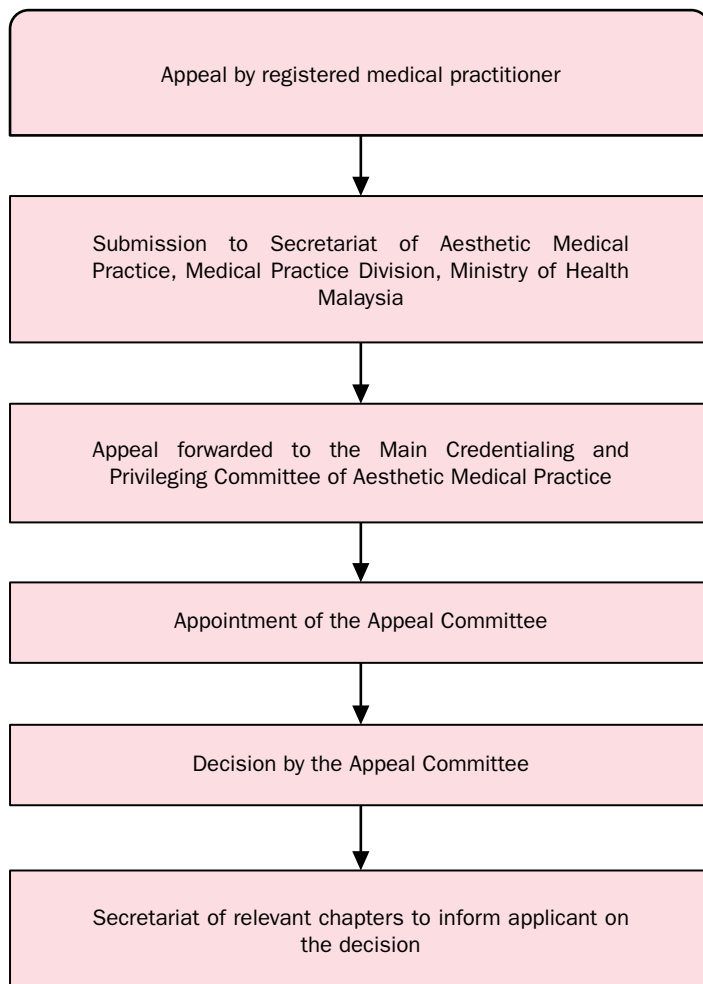 Appeal by registered medical practitioner
Submission to Secretariat of Aesthetic Medical
Practice, Medical Practice Division, Ministry of Health
Malaysia
Appeal forwarded to the Main Credentialing and
Privileging Committee of Aesthetic Medical Practice
Appointment of the Appeal Committee
Decision by the Appeal Committee
Secretariat of relevant chapters to inform applicant on
the decision